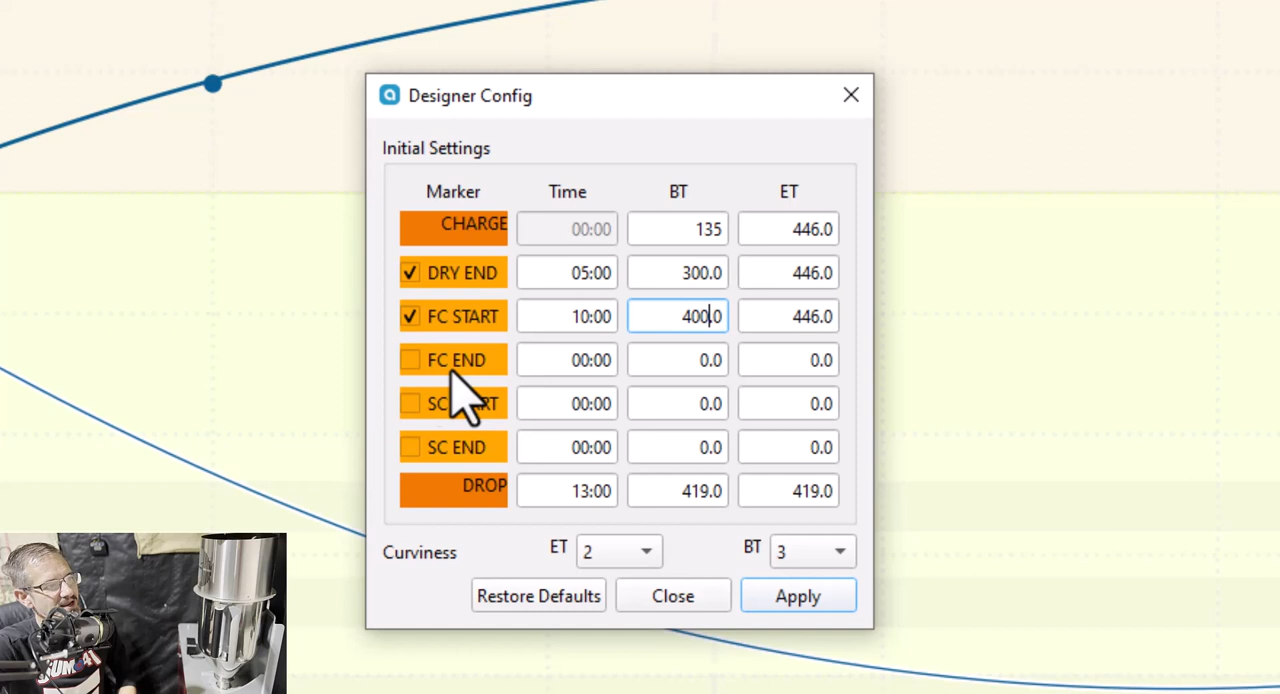 Designer Config
Initial Settings
Marker Time BT ET
CHARGE 00:00 135 446.0
DRY END 05:00 300.0 446.0
FC START 10:00 400.0 446.0
FC END 00:00 0.0 0.0
SC 00:00 0.0 0.0
SC END 00:00 0.0 0.0
DROP 13:00 419.0 419.0
Curviness ET 2 BT 3
Restore Defaults Close Apply
SUM41